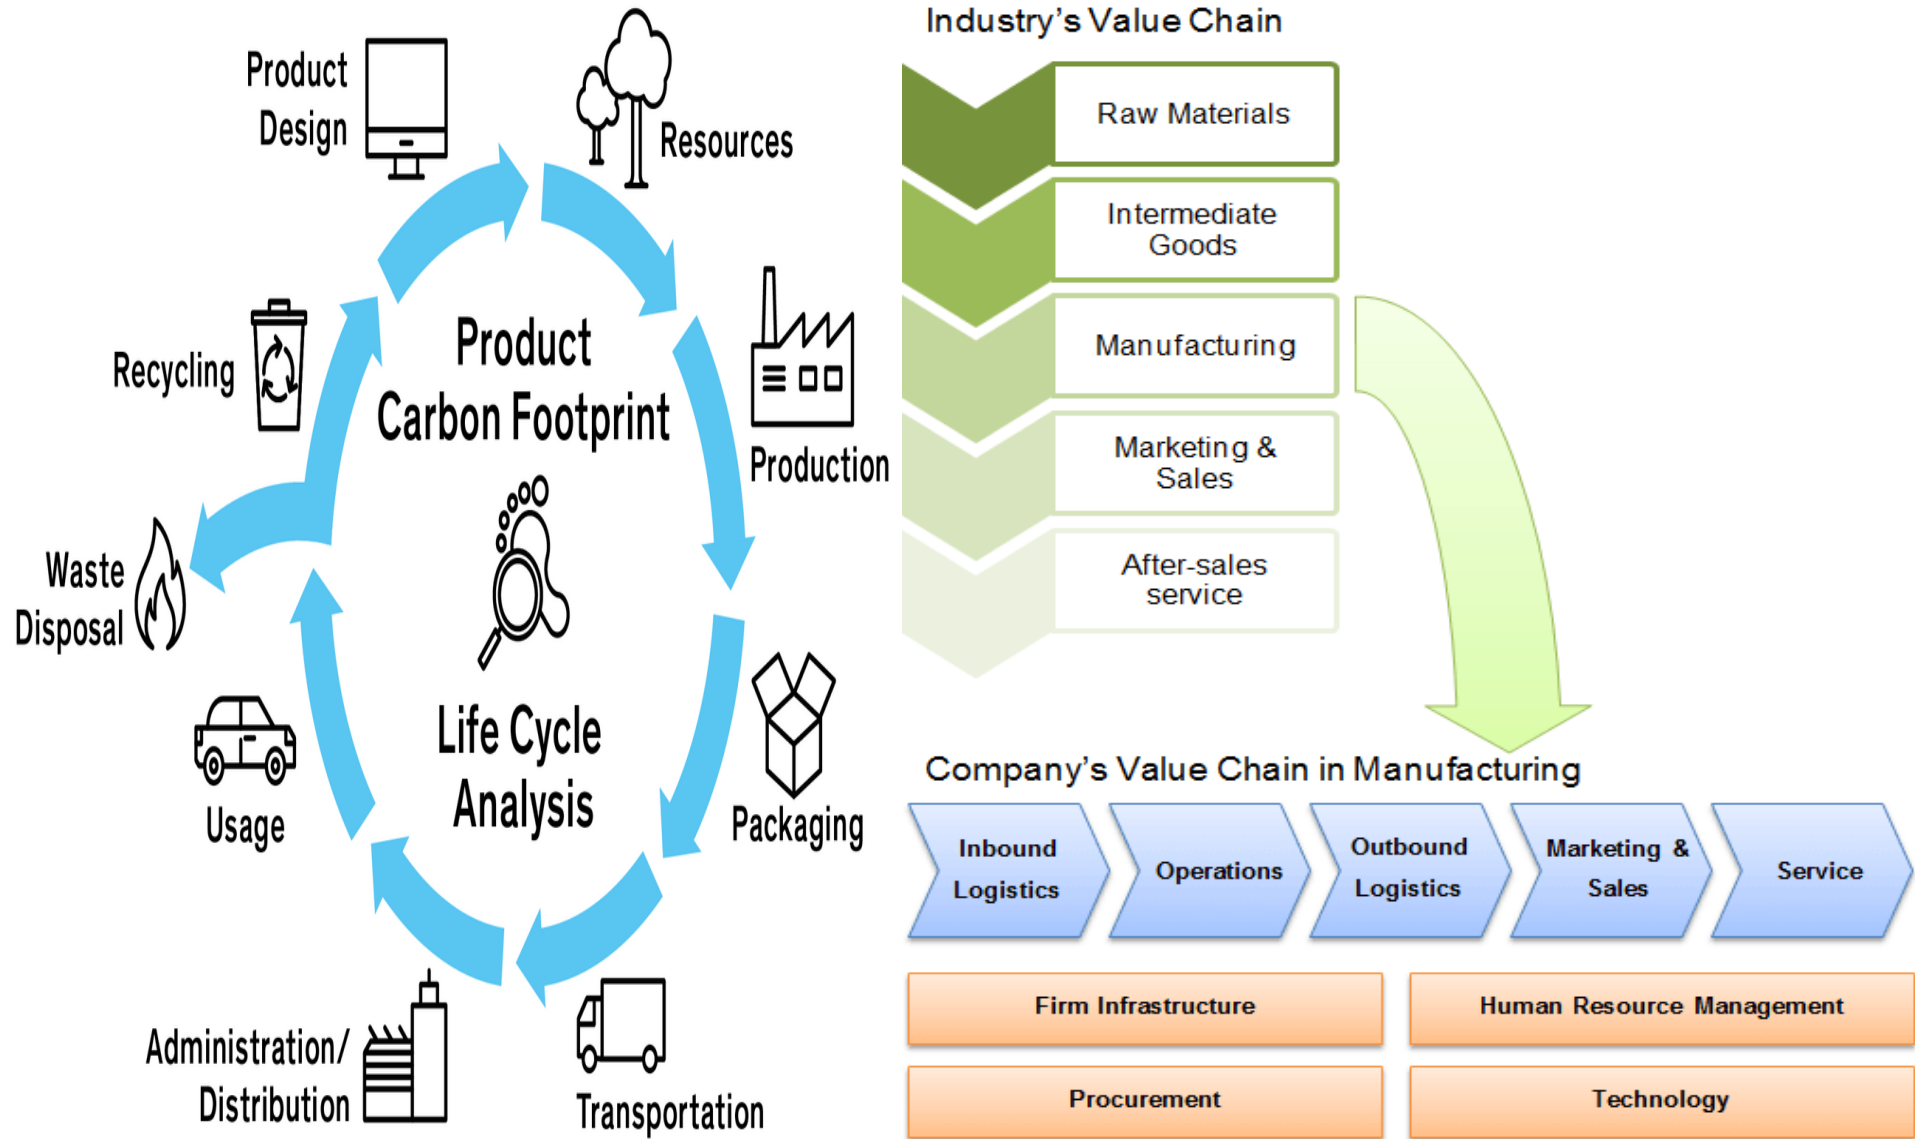 Product
Design
Resources
Recycling
Product
Carbon Footprint
Production
Waste
Disposal
Life Cycle
Analysis
Usage
Packaging
Administration/
Distribution
Transportation
Industry's Value Chain
Raw Materials
Intermediate
Goods
Manufacturing
Marketing &
Sales
After-sales
service
Company's Value Chain in Manufacturing
Inbound
Logistics
Operations
Outbound
Logistics
Marketing &
Sales
Service
Firm Infrastructure
Human Resource Management
Procurement
Technology